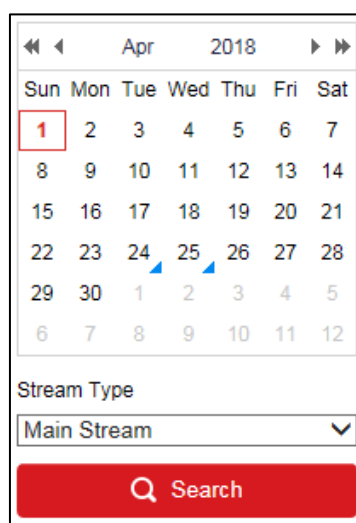 Apr 2018
Sun Mon Tue Wed Thu Fri Sat
1 2 3 4 5 6 7
8 9 10 11 12 13 14
15 16 17 18 19 20 21
22 23 24 25 26 27 28
29 30 1 2 3 4 5
6 7 8 9 10 11 12
Stream Type
Main Stream
Search